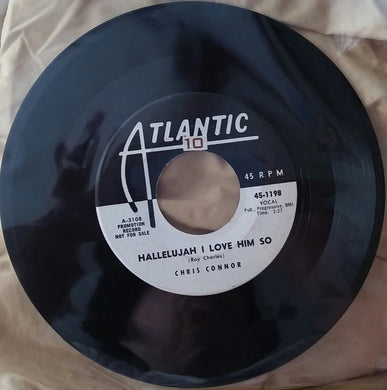 ATLANTIC
10
45 RPM
A-3108
PROMOTION
RECORD
NOT FOR SALE
45-1198
VOCAL
Pub. Progressive, BMI
Time: 2:27
HALLELUJAH I LOVE HIM SO
(Ray Charles)
CHRIS CONNOR